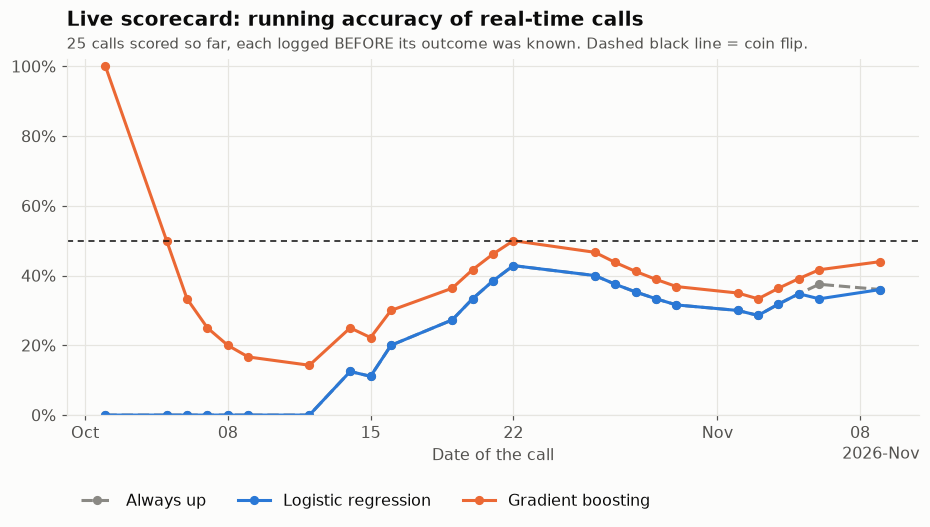 Live scorecard: running accuracy of real-time calls
25 calls scored so far, each logged BEFORE its outcome was known. Dashed black line = coin flip.
100%
80%
60%
40%
20%
0%
Oct 08 15 22 Nov 08
2026-Nov
Date of the call
Always up Logistic regression Gradient boosting